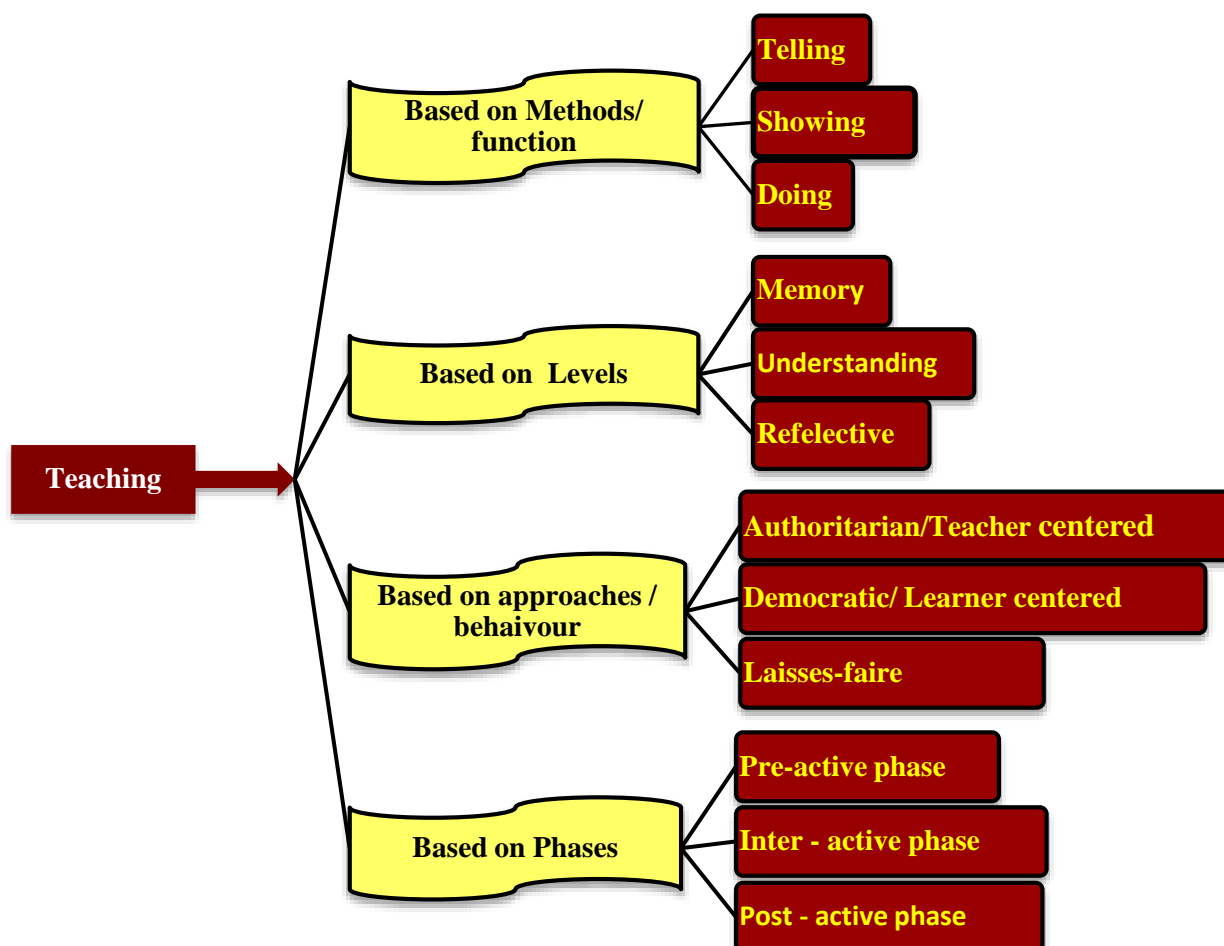 Teaching
Based on Methods/
function
Telling
Showing
Doing
Based on Levels
Memory
Understanding
Refelective
Based on approaches /
behaivour
Authoritarian/Teacher centered
Democratic/ Learner centered
Laisses-faire
Based on Phases
Pre-active phase
Inter - active phase
Post - active phase